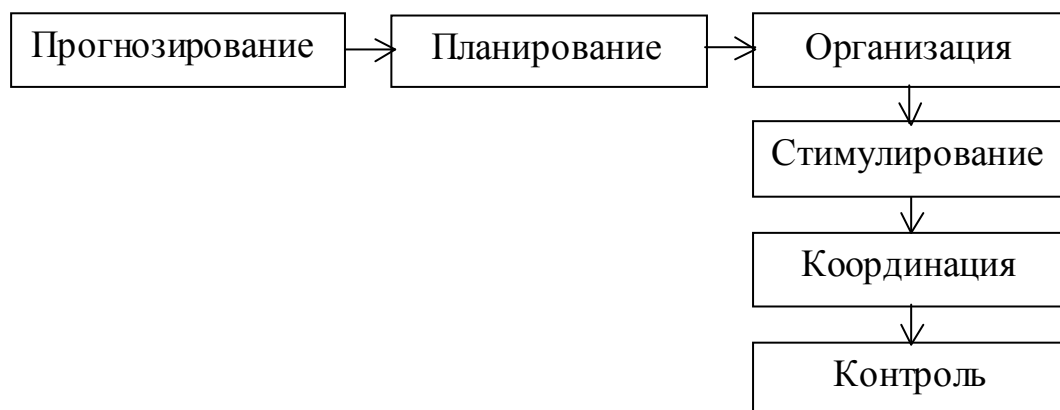 Прогнозирование
Планирование
Организация
Стимулирование
Координация
Контроль